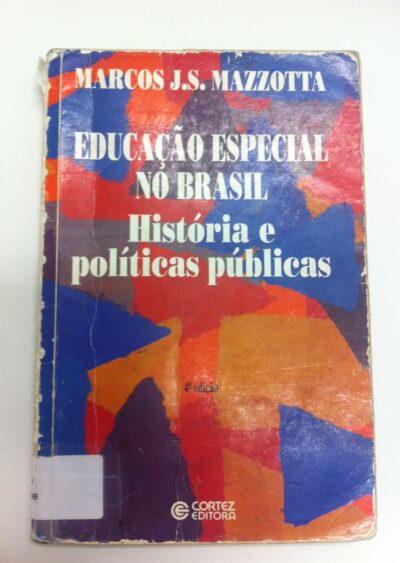 MARCOS J.S. MAZZOTTA
EDUCAÇÃO ESPECIAL
NO BRASIL
História e
políticas públicas
4ª edição
CORTEZ
EDITORA